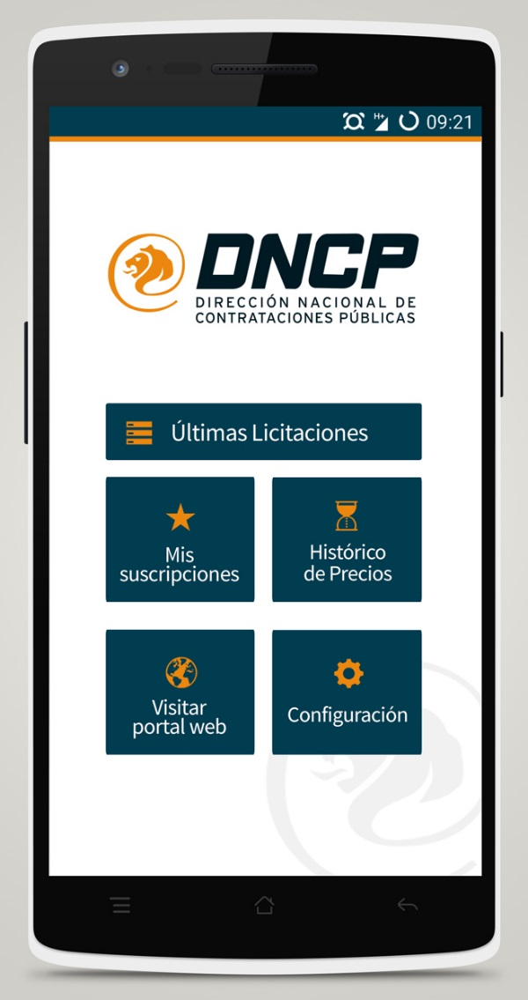 H+ 09:21
DNCP
DIRECCIÓN NACIONAL DE
CONTRATACIONES PÚBLICAS
Últimas Licitaciones
Mis
suscripciones
Histórico
de Precios
Visitar
portal web
Configuración